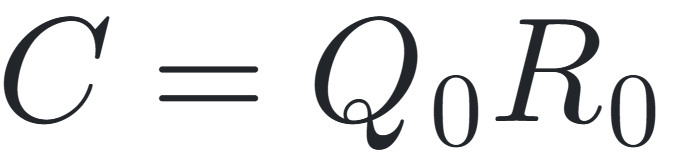 C = Q₀R₀